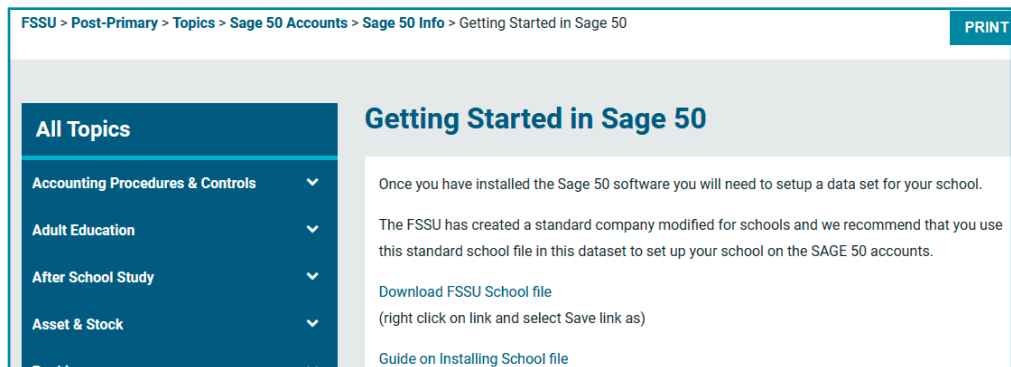 FSSU > Post-Primary > Topics > Sage 50 Accounts > Sage 50 Info > Getting Started in Sage 50
PRINT
All Topics
Accounting Procedures & Controls
Adult Education
After School Study
Asset & Stock
Getting Started in Sage 50
Once you have installed the Sage 50 software you will need to setup a data set for your school.
The FSSU has created a standard company modified for schools and we recommend that you use
this standard school file in this dataset to set up your school on the SAGE 50 accounts.
Download FSSU School file
(right click on link and select Save link as)
Guide on Installing School file